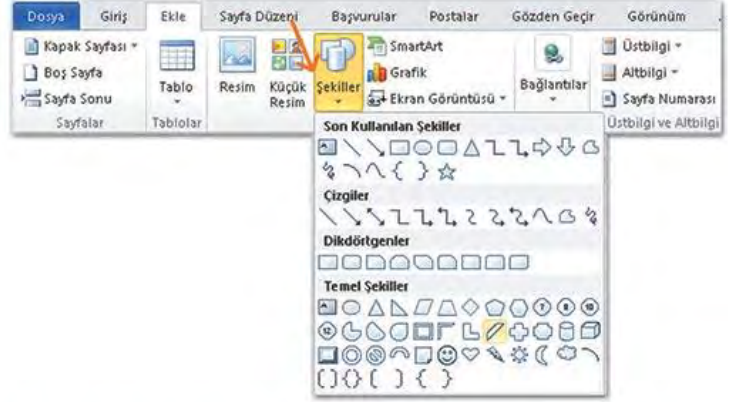 Dosya Giriş Ekle Sayfa Düzeni Başvurular Postalar Gözden Geçir Görünüm
Kapak Sayfası
Boş Sayfa
Sayfa Sonu
Sayfalar
Tablo
Tablolar
Resim
Küçük Resim
Şekiller
SmartArt
Grafik
Ekran Görüntüsü
Bağlantılar
Üstbilgi
Altbilgi
Sayfa Numarası
Üstbilgi ve Altbilgi
Son Kullanılan Şekiller
Çizgiler
Dikdörtgenler
Temel Şekiller